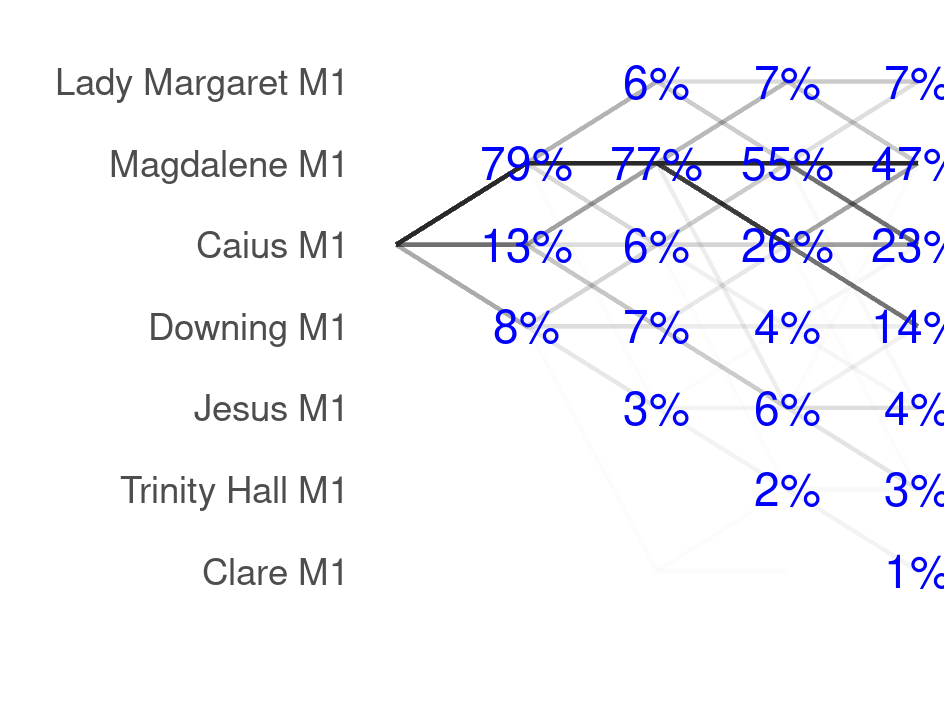 Lady Margaret M1 6% 7% 7%
Magdalene M1 79% 77% 55% 47%
Caius M1 13% 6% 26% 23%
Downing M1 8% 7% 4% 14%
Jesus M1 3% 6% 4%
Trinity Hall M1 2% 3%
Clare M1 1%